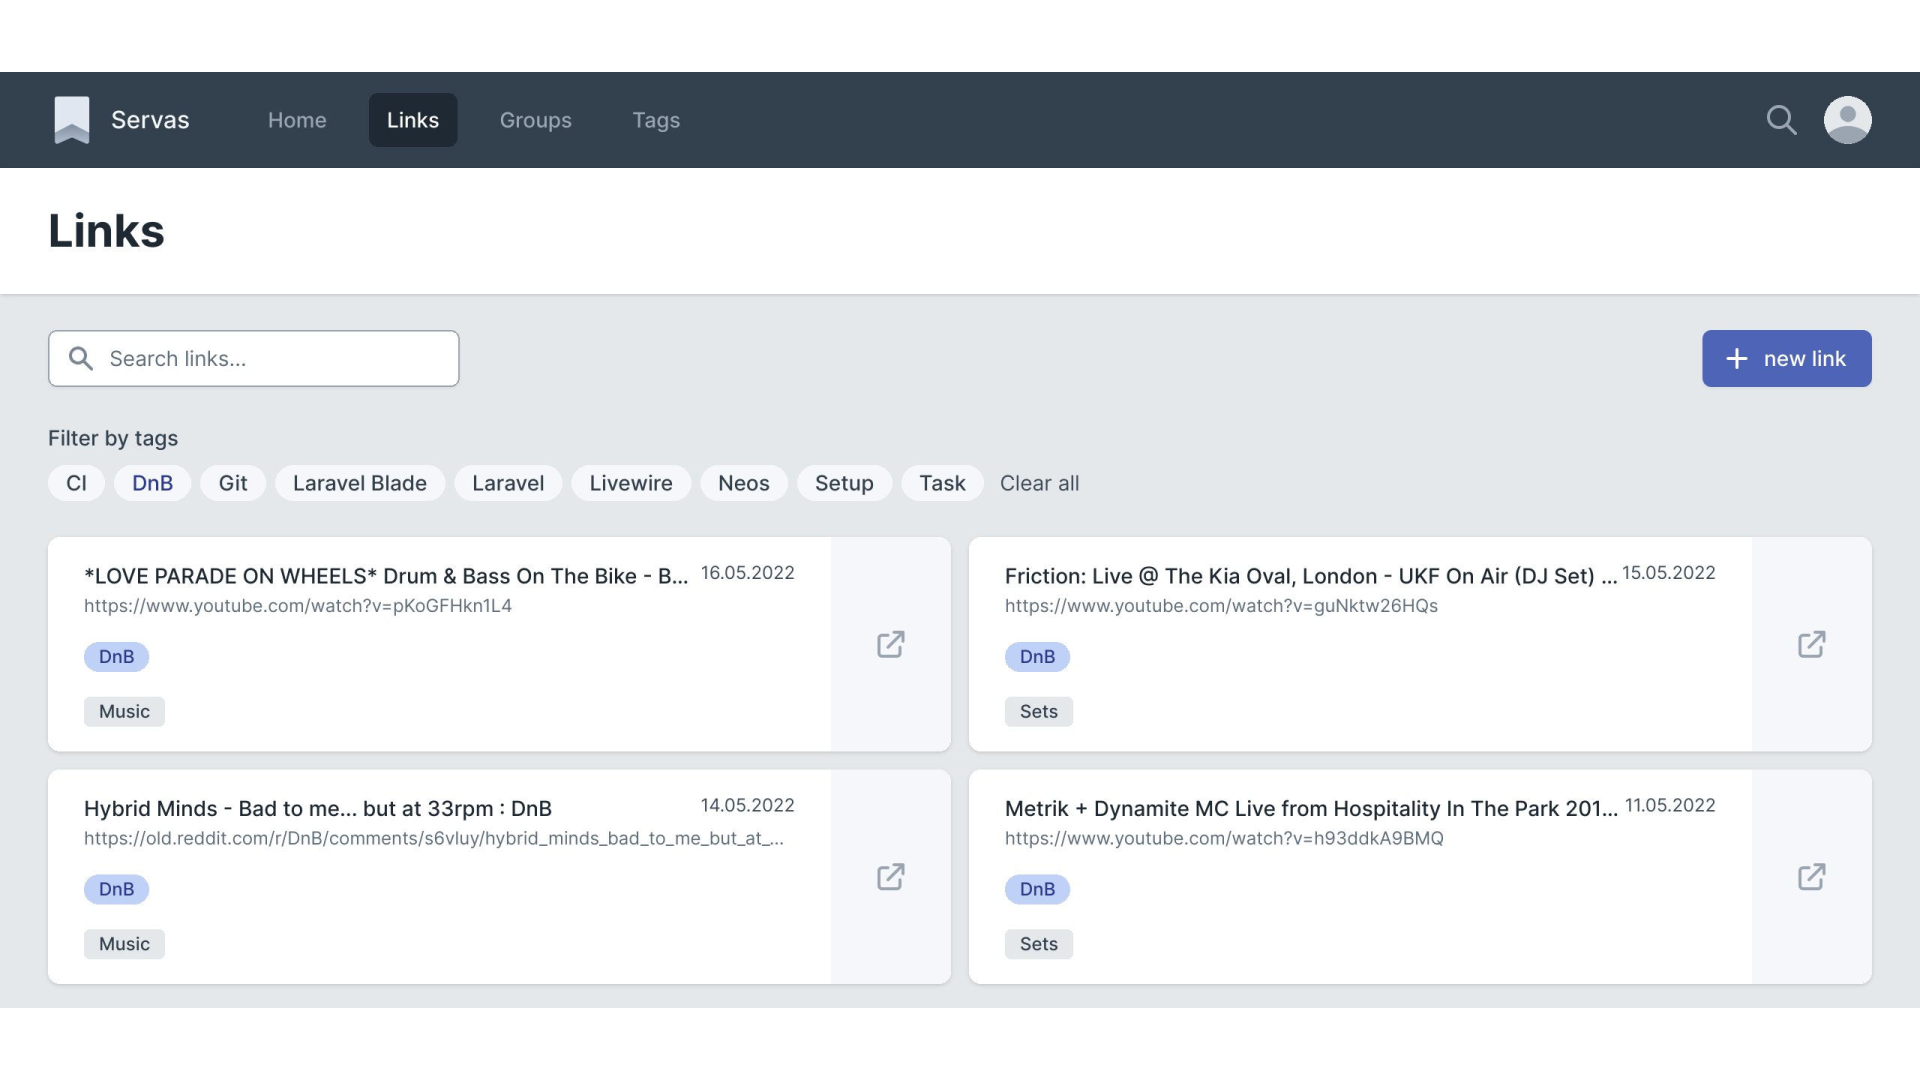 Servas Home Links Groups Tags
Links
Search links...
+ new link
Filter by tags
CI DnB Git Laravel Blade Laravel Livewire Neos Setup Task Clear all
*LOVE PARADE ON WHEELS* Drum & Bass On The Bike - B... 16.05.2022
https://www.youtube.com/watch?v=pKoGFHkn1L4
DnB
Music
Friction: Live @ The Kia Oval, London - UKF On Air (DJ Set) ... 15.05.2022
https://www.youtube.com/watch?v=guNktw26HQs
DnB
Sets
Hybrid Minds - Bad to me... but at 33rpm : DnB 14.05.2022
https://old.reddit.com/r/DnB/comments/s6vluy/hybrid_minds_bad_to_me_but_at_...
DnB
Music
Metrik + Dynamite MC Live from Hospitality In The Park 201... 11.05.2022
https://www.youtube.com/watch?v=h93ddkA9BMQ
DnB
Sets